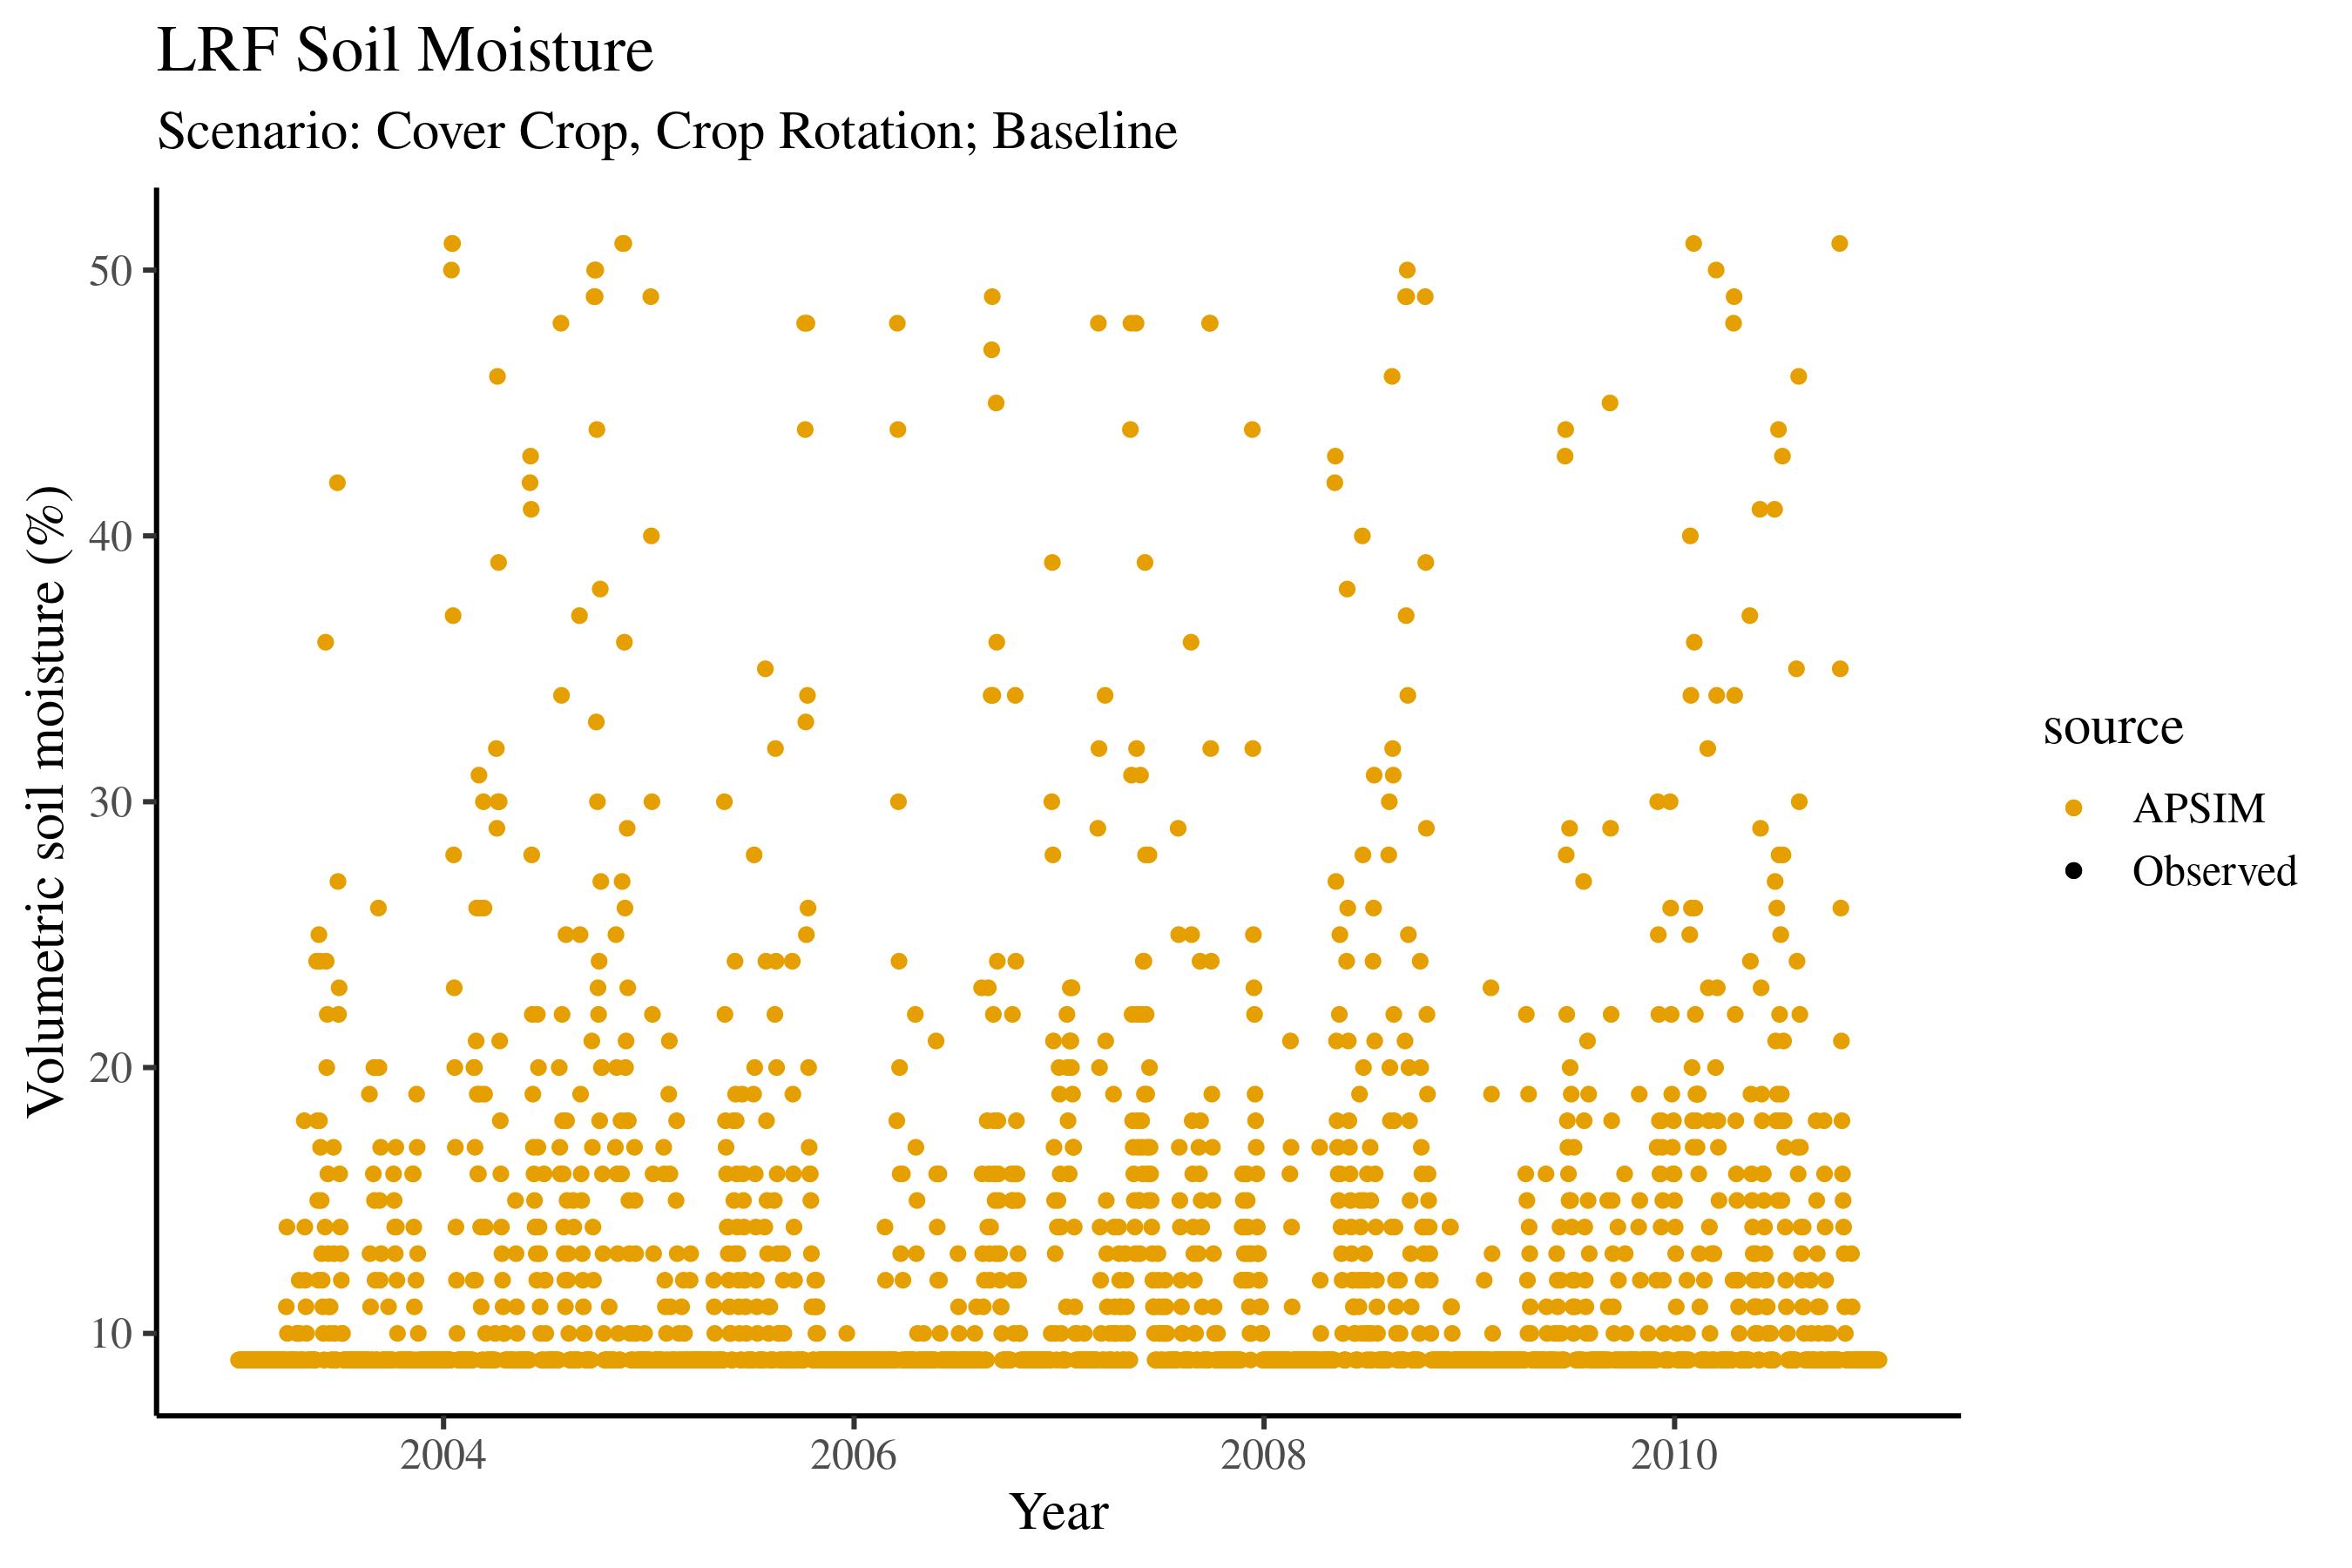 LRF Soil Moisture
Scenario: Cover Crop, Crop Rotation; Baseline
Volumetric soil moisture (%)
50
40
30
20
10
2004 2006 2008 2010
Year
source
APSIM
Observed